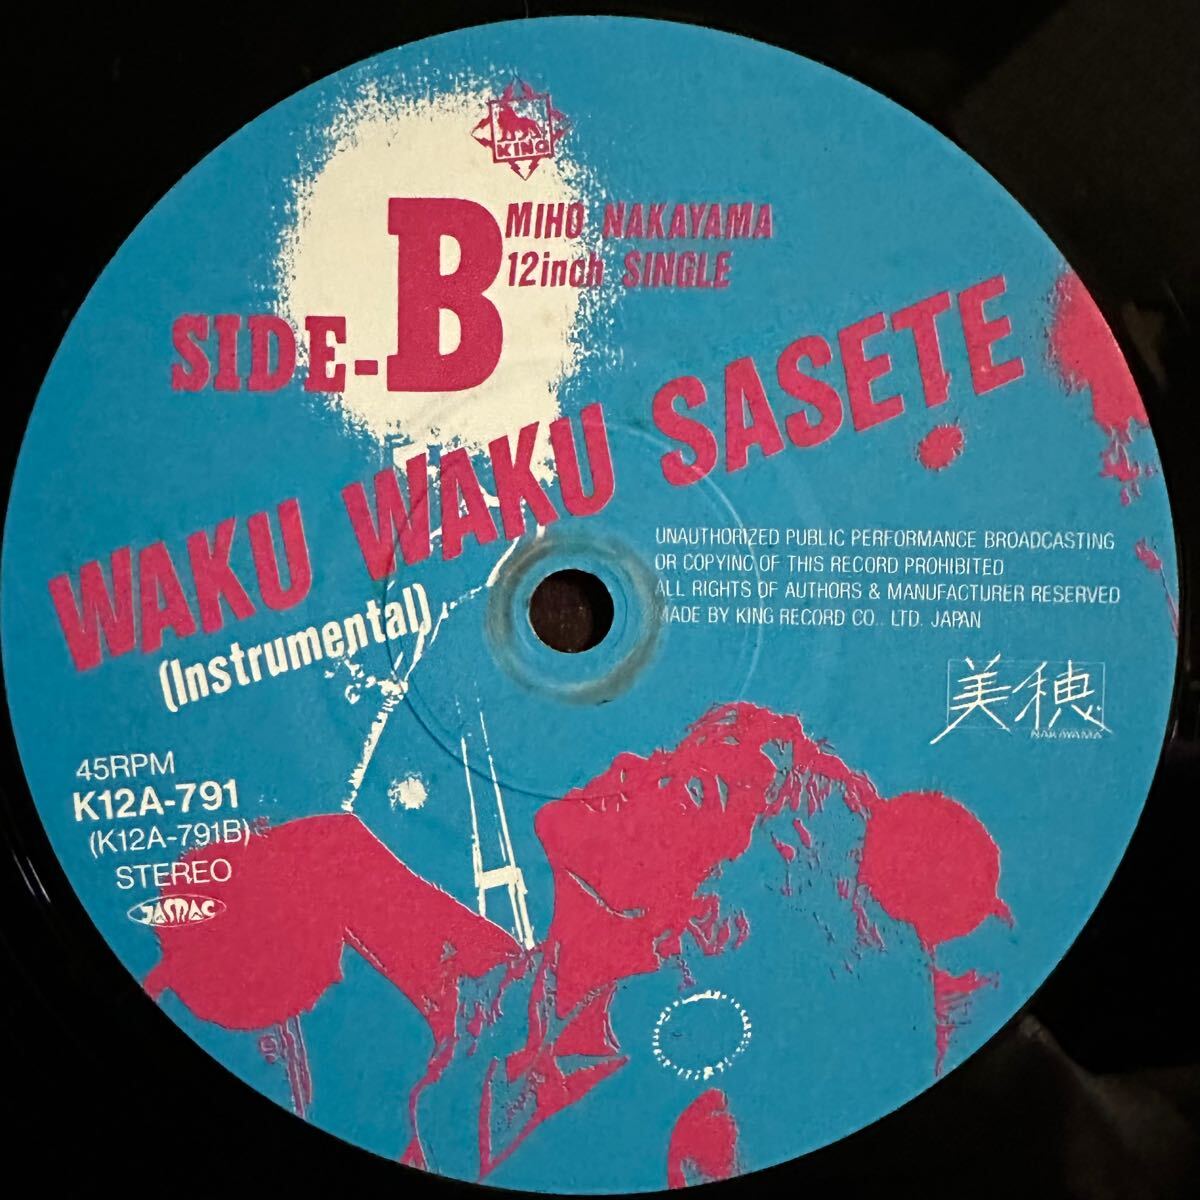 KING
SIDE-B
MIHO NAKAYAMA
12inch SINGLE
WAKU WAKU SASETE
(Instrumental)
UNAUTHORIZED PUBLIC PERFORMANCE BROADCASTING
OR COPYING OF THIS RECORD PROHIBITED
ALL RIGHTS OF AUTHORS & MANUFACTURER RESERVED
MADE BY KING RECORD CO., LTD. JAPAN
美穂
NAKAYAMA
45RPM
K12A-791
(K12A-791B)
STEREO
JASRAC